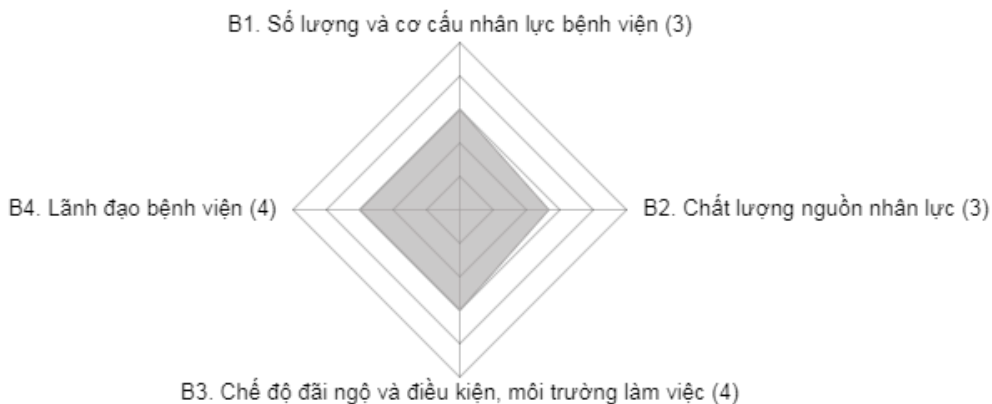 B1. Số lượng và cơ cấu nhân lực bệnh viện (3)
B4. Lãnh đạo bệnh viện (4)
B2. Chất lượng nguồn nhân lực (3)
B3. Chế độ đãi ngộ và điều kiện, môi trường làm việc (4)